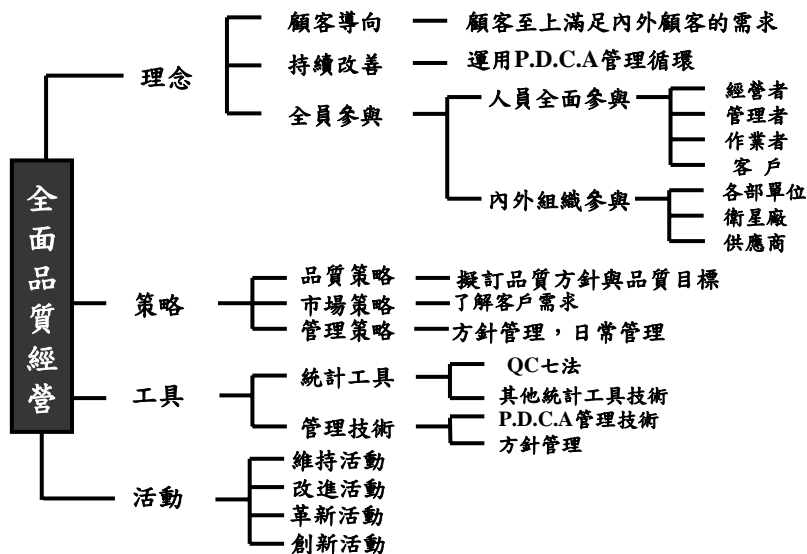 全面品質經營
理念
顧客導向
顧客至上滿足內外顧客的需求
持續改善
運用P.D.C.A管理循環
全員參與
人員全面參與
經營者
管理者
作業者
客 戶
內外組織參與
各部單位
衛星廠
供應商
策略
品質策略
擬訂品質方針與品質目標
市場策略
了解客戶需求
管理策略
方針管理,日常管理
工具
統計工具
QC七法
其他統計工具技術
管理技術
P.D.C.A管理技術
方針管理
活動
維持活動
改進活動
革新活動
創新活動